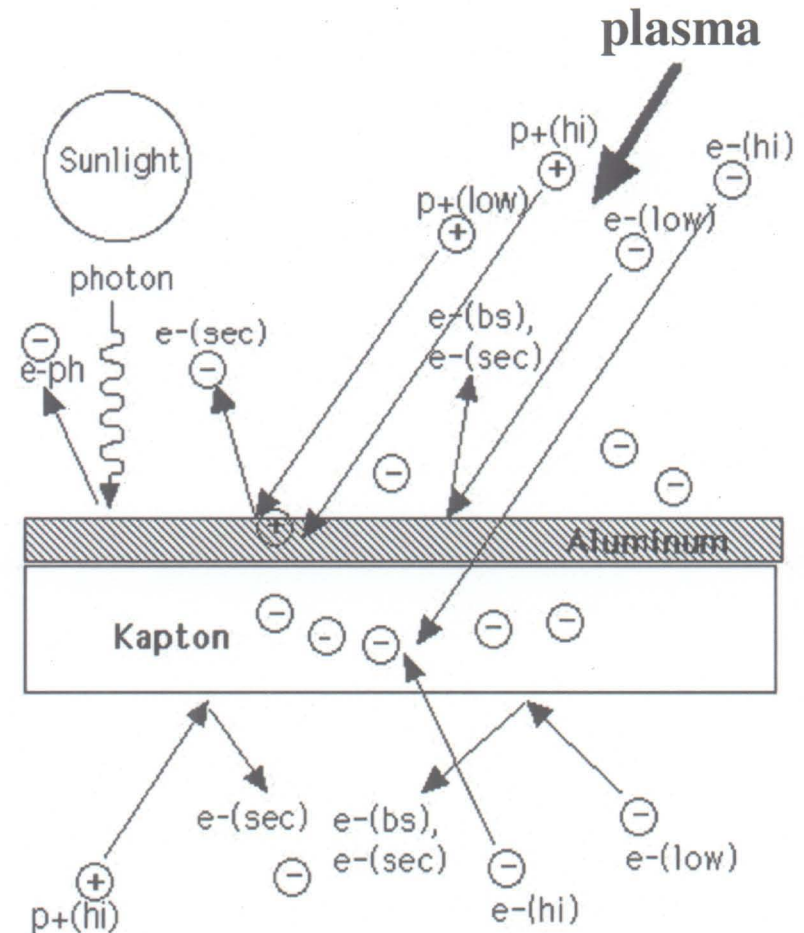 plasma
Sunlight
p+(hi)
e-(hi)
p+(low)
e-(low)
photon
e-ph
e-(sec)
e-(bs),
e-(sec)
Aluminum
Kapton
e-(sec)
e-(bs),
e-(sec)
e-(low)
p+(hi)
e-(hi)